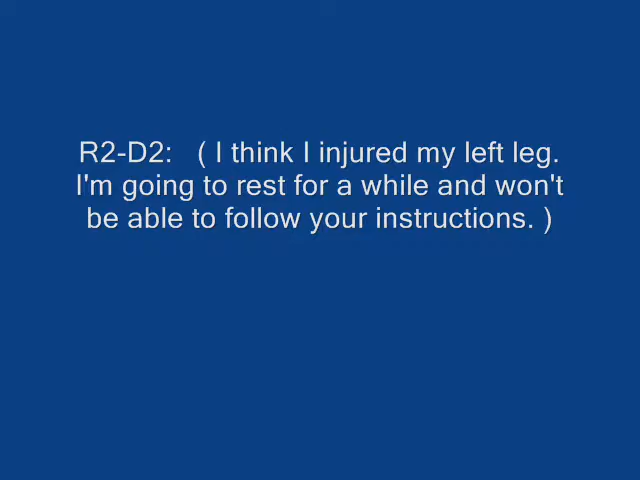 R2-D2:   ( I think I injured my left leg.
I'm going to rest for a while and won't
be able to follow your instructions. )